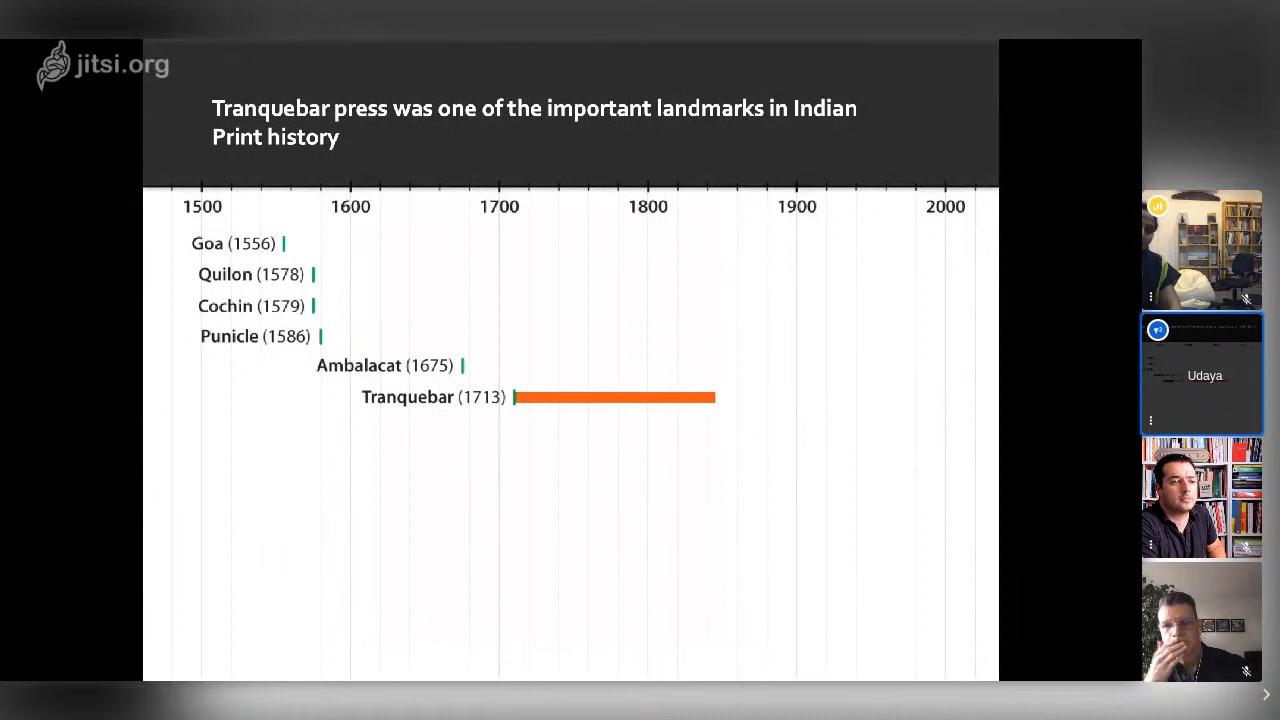 jitsi.org
Tranquebar press was one of the important landmarks in Indian
Print history
1500 1600 1700 1800 1900 2000
Goa (1556)
Quilon (1578)
Cochin (1579)
Punicle (1586)
Ambalacat (1675)
Tranquebar (1713)
Udaya